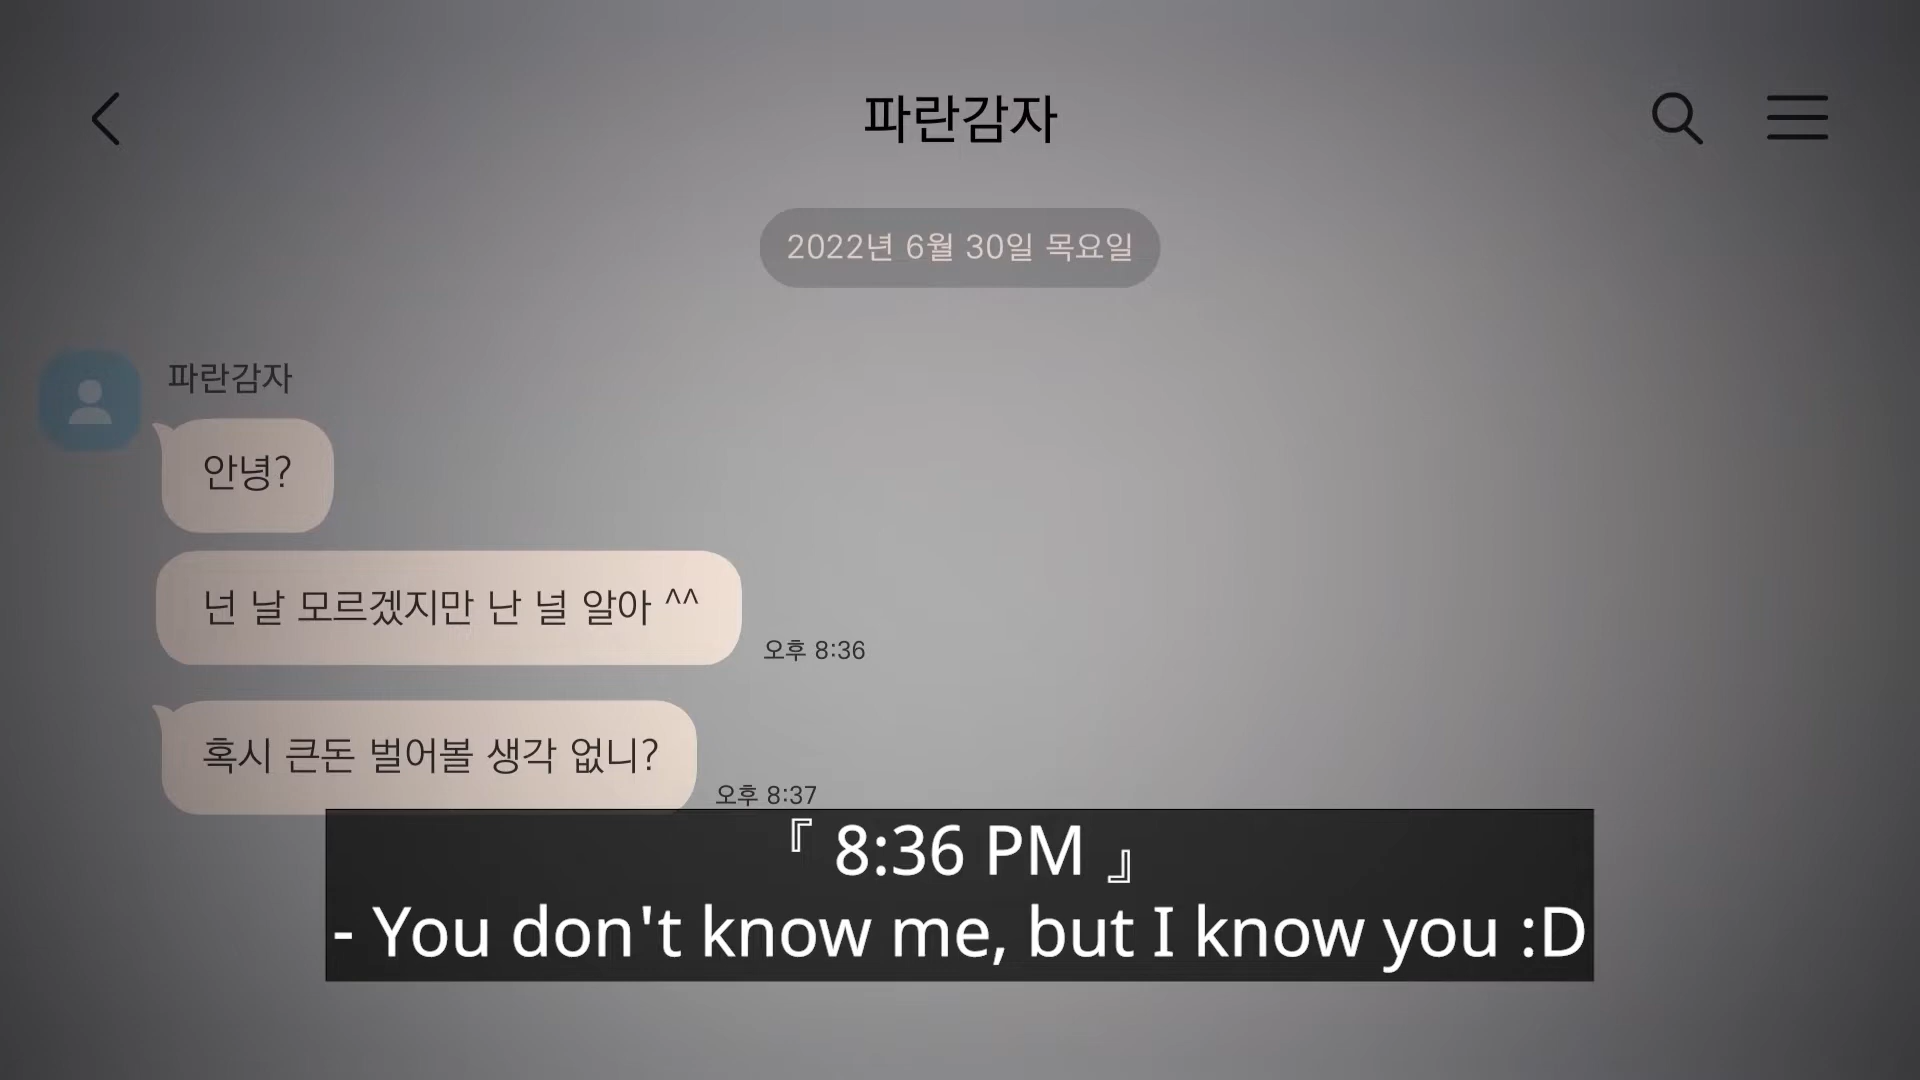 파란감자
2022년 6월 30일 목요일
파란감자
안녕?
넌 날 모르겠지만 난 널 알아 ^^
오후 8:36
혹시 큰돈 벌어볼 생각 없니?
오후 8:37
『 8:36 PM 』
- You don't know me, but I know you :D